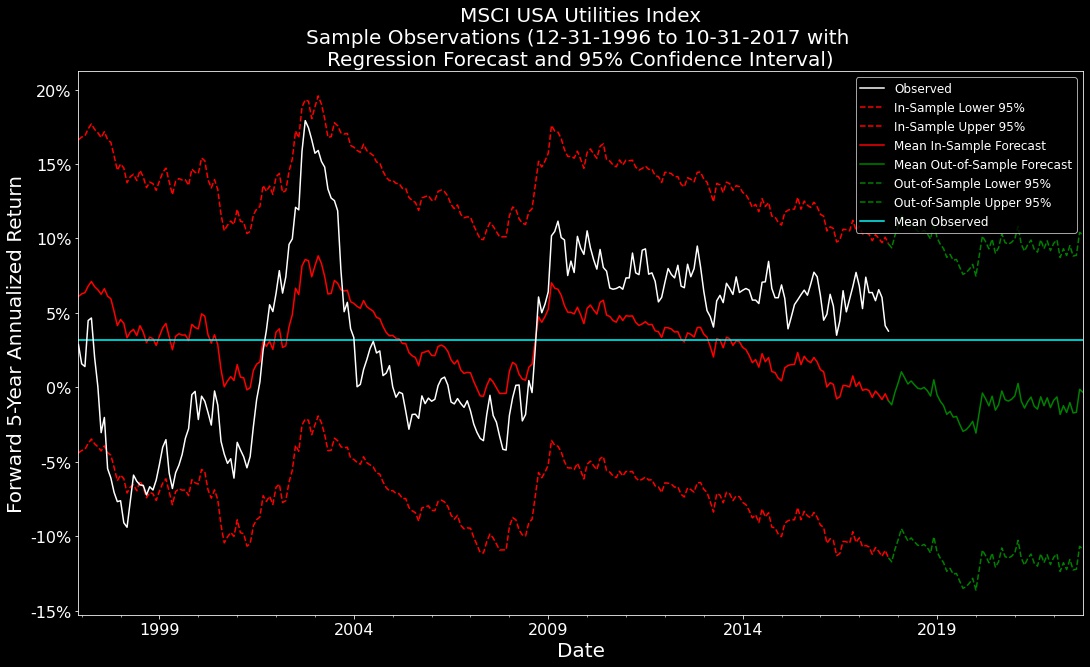 MSCI USA Utilities Index
Sample Observations (12-31-1996 to 10-31-2017 with
Regression Forecast and 95% Confidence Interval)
Forward 5-Year Annualized Return
20%
15%
10%
5%
0%
-5%
-10%
-15%
Observed
In-Sample Lower 95%
In-Sample Upper 95%
Mean In-Sample Forecast
Mean Out-of-Sample Forecast
Out-of-Sample Lower 95%
Out-of-Sample Upper 95%
Mean Observed
1999 2004 2009 2014 2019
Date